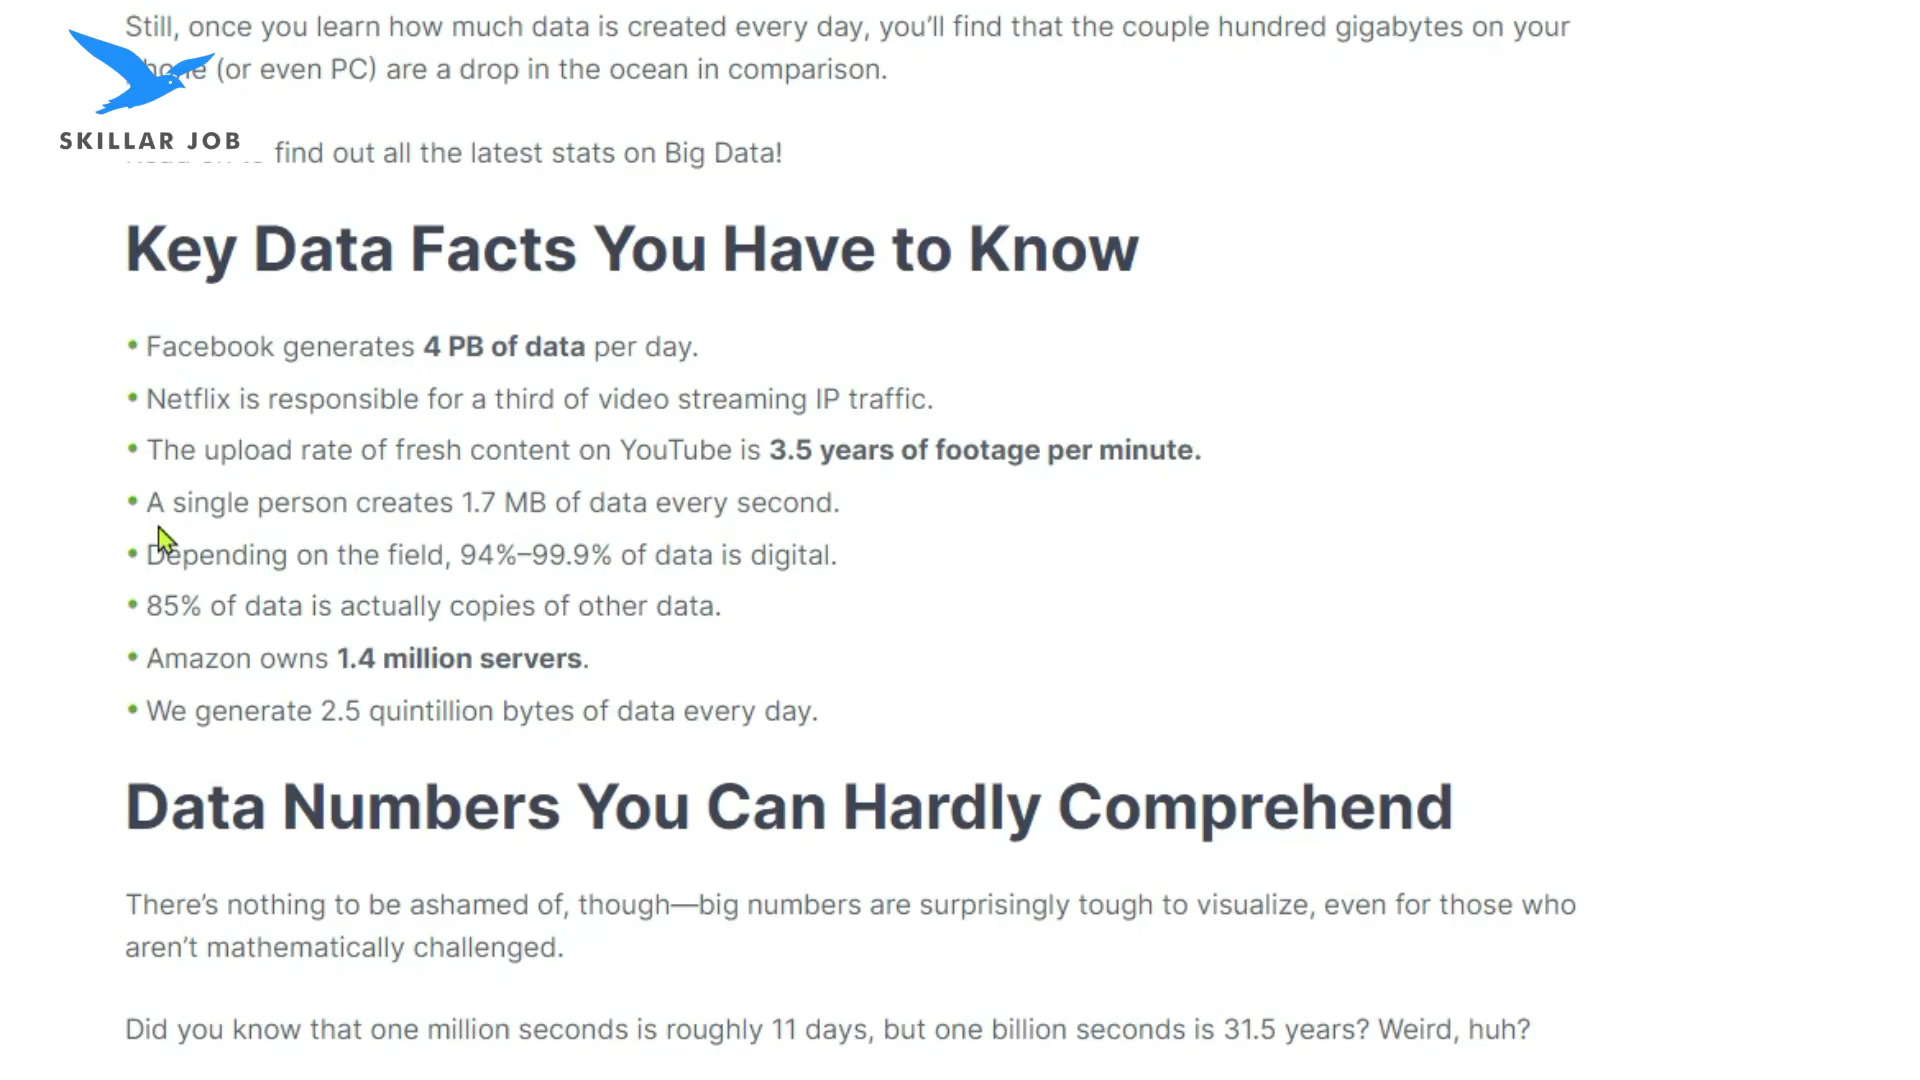 Still, once you learn how much data is created every day, you’ll find that the couple hundred gigabytes on your
(or even PC) are a drop in the ocean in comparison.
SKILLAR JOB
find out all the latest stats on Big Data!
Key Data Facts You Have to Know
• Facebook generates 4 PB of data per day.
• Netflix is responsible for a third of video streaming IP traffic.
• The upload rate of fresh content on YouTube is 3.5 years of footage per minute.
• A single person creates 1.7 MB of data every second.
• Depending on the field, 94%–99.9% of data is digital.
• 85% of data is actually copies of other data.
• Amazon owns 1.4 million servers.
• We generate 2.5 quintillion bytes of data every day.
Data Numbers You Can Hardly Comprehend
There’s nothing to be ashamed of, though—big numbers are surprisingly tough to visualize, even for those who
aren’t mathematically challenged.
Did you know that one million seconds is roughly 11 days, but one billion seconds is 31.5 years? Weird, huh?